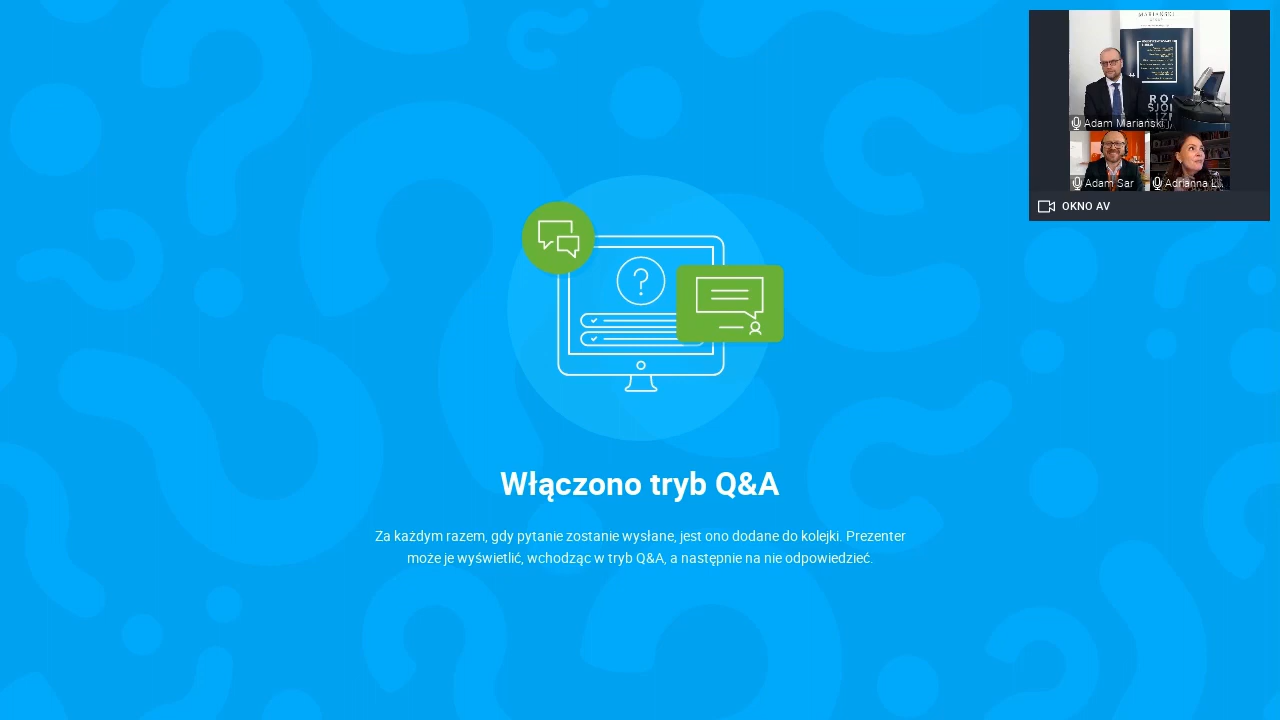 MARIAŃSKI
Adam Mariański
Adam Sar
Adrianna Ł...
OKNO AV
?
Włączono tryb Q&A
Za każdym razem, gdy pytanie zostanie wysłane, jest ono dodane do kolejki. Prezenter
może je wyświetlić, wchodząc w tryb Q&A, a następnie na nie odpowiedzieć.